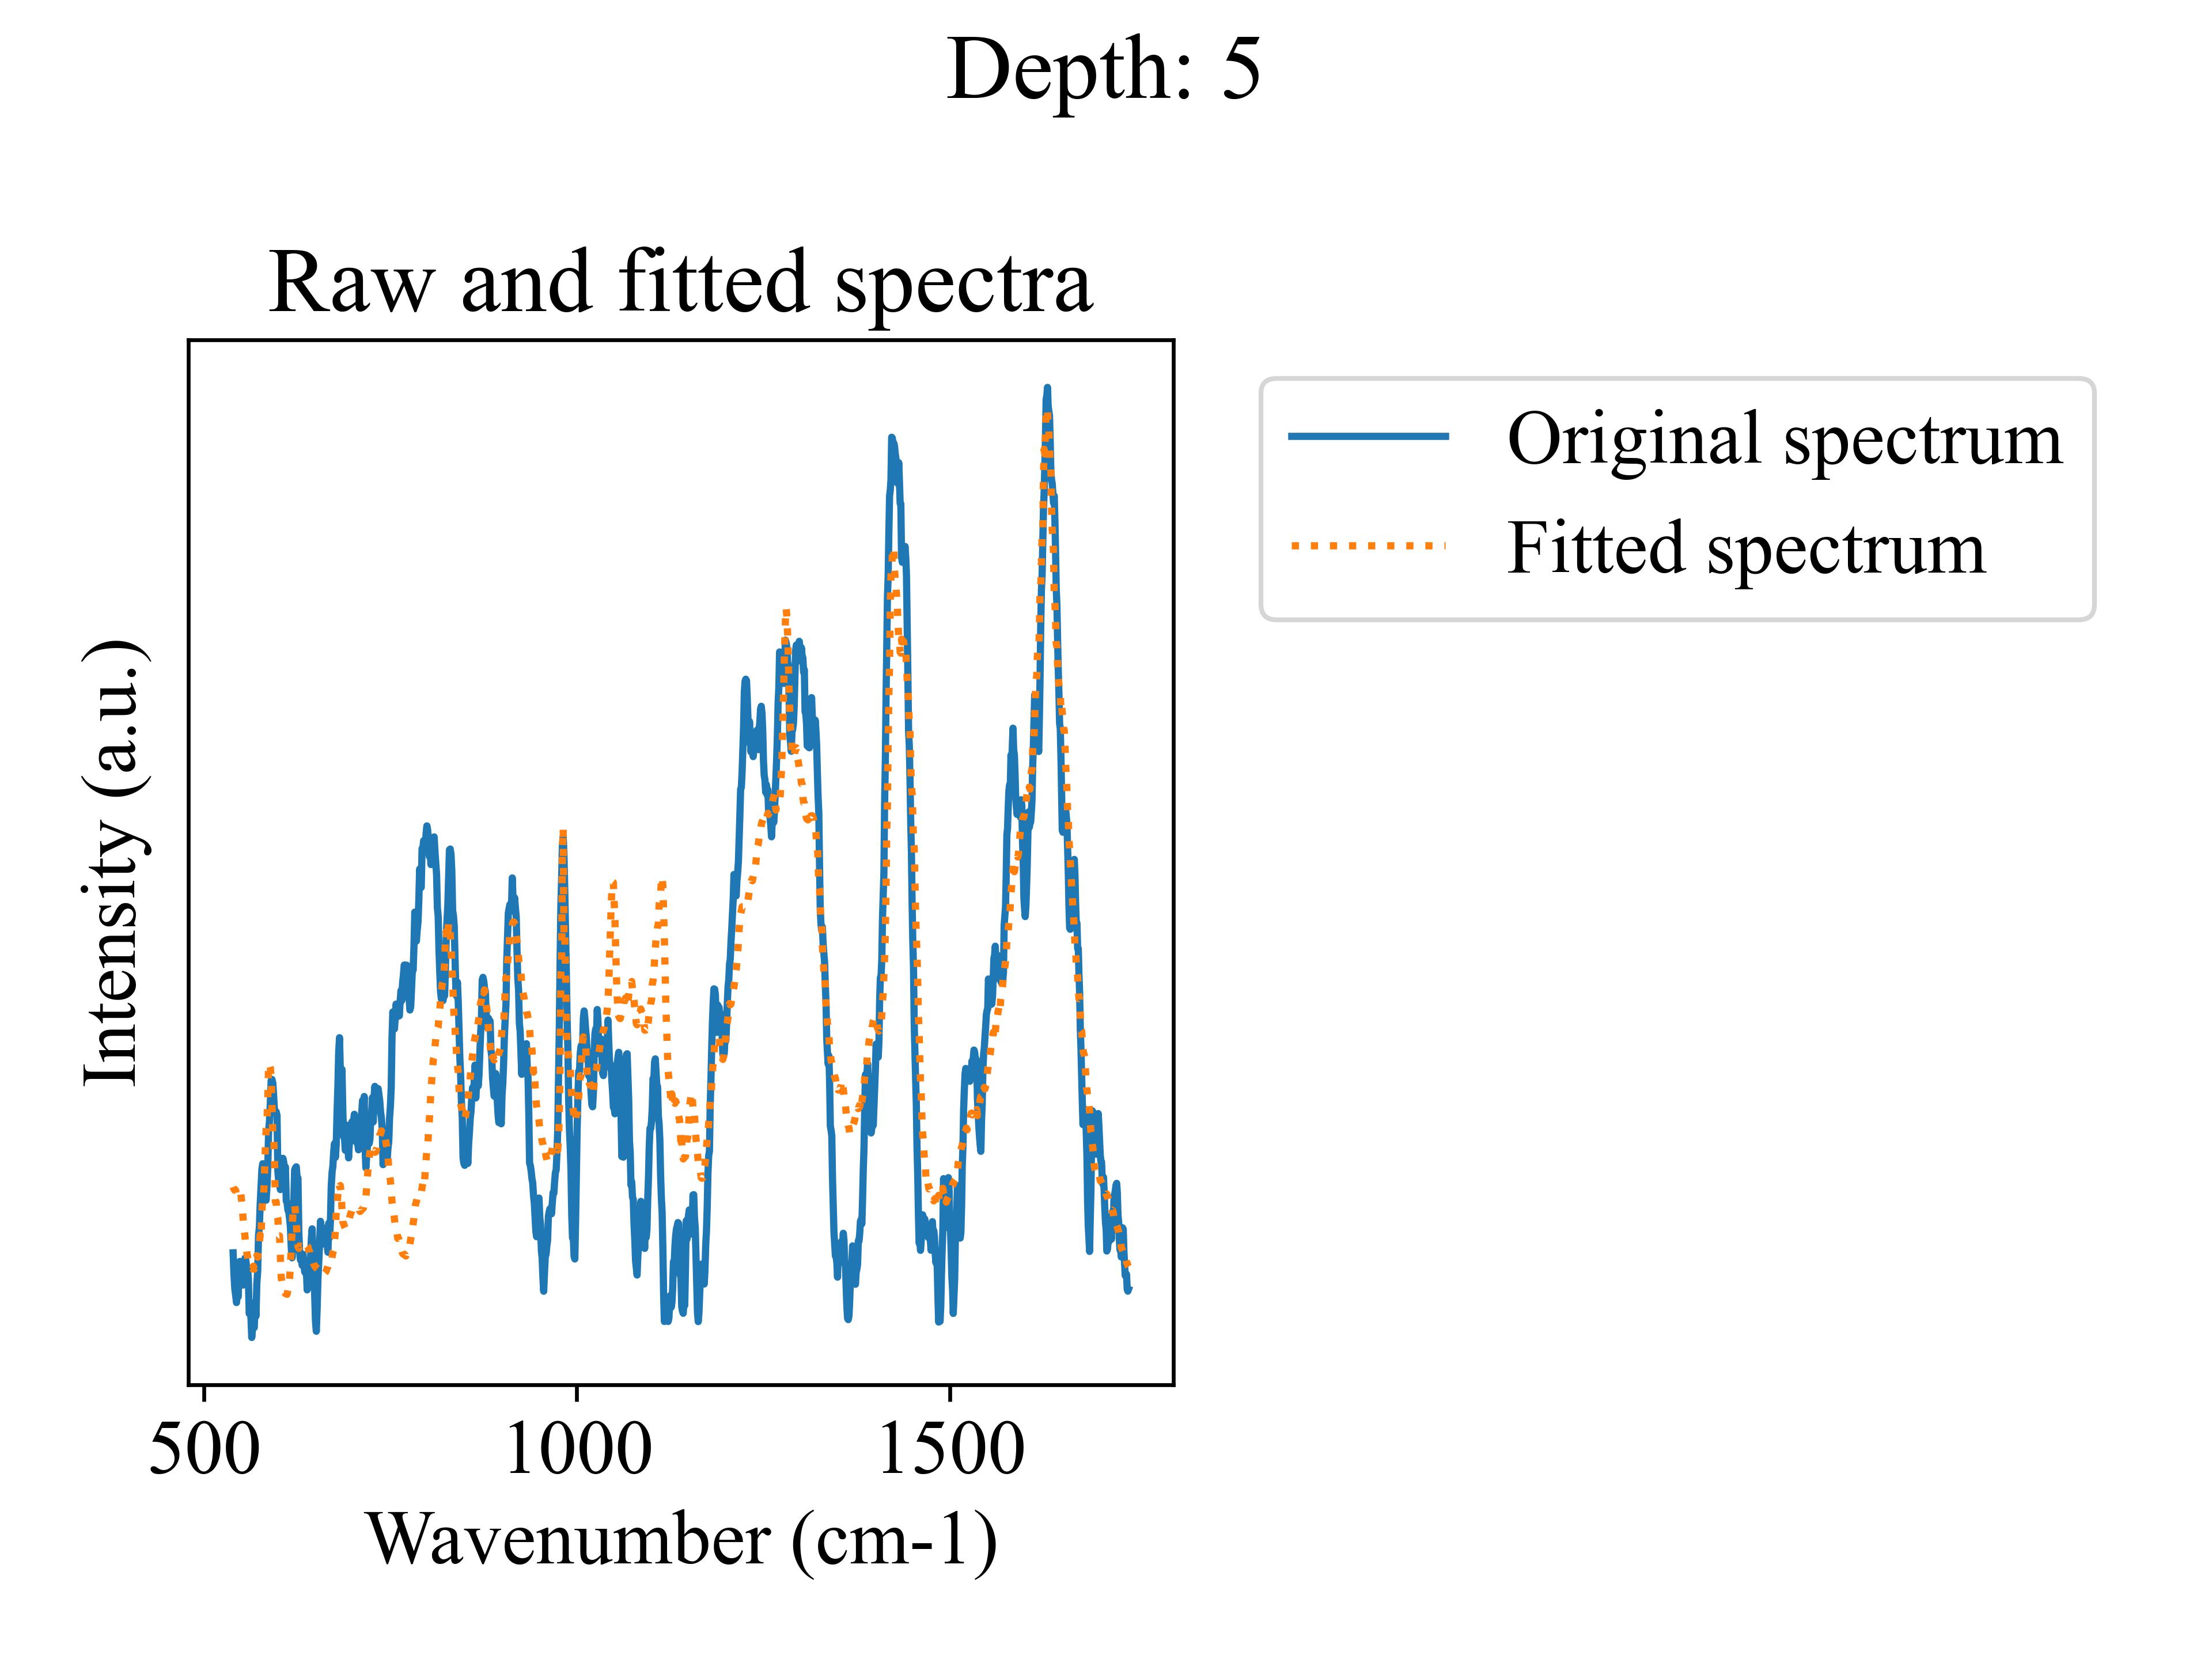 Depth: 5
Raw and fitted spectra
Original spectrum
Fitted spectrum
Intensity (a.u.)
500
1000
1500
Wavenumber (cm-1)